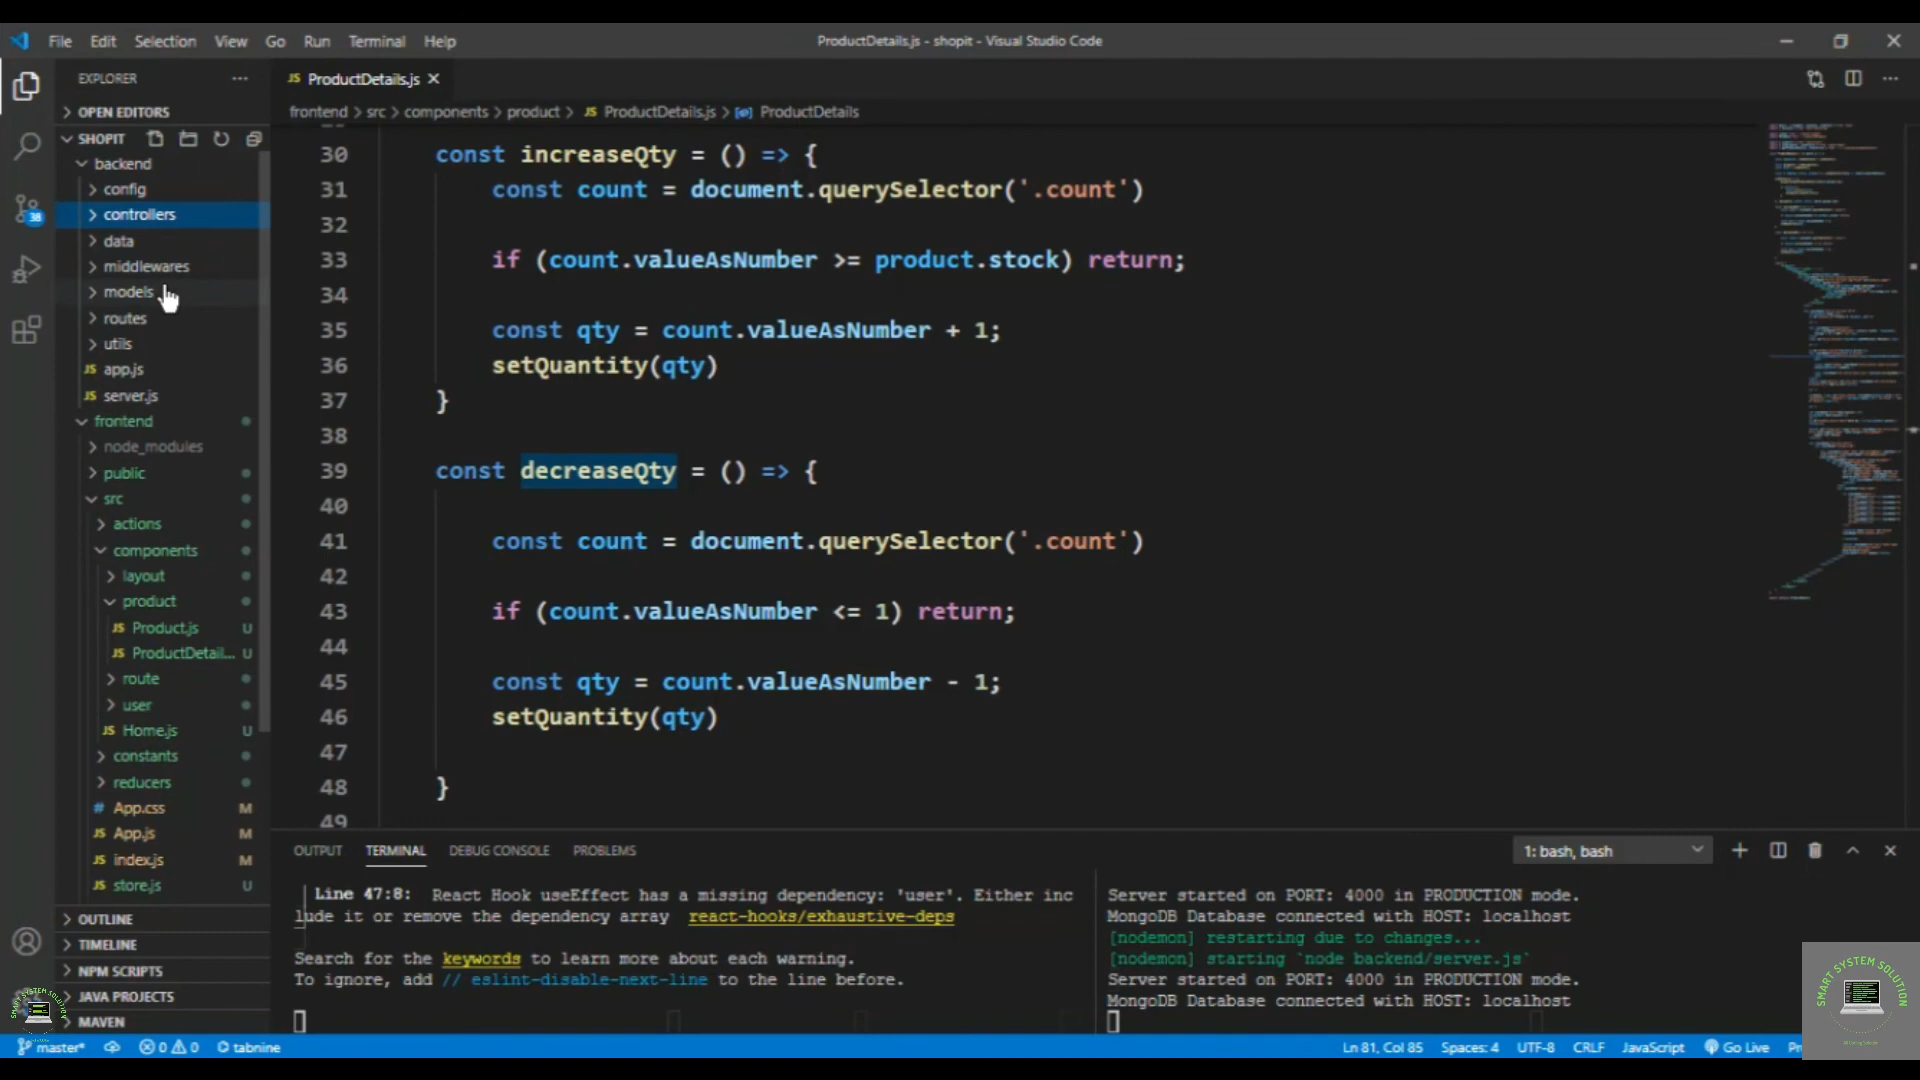 File Edit Selection View Go Run Terminal Help
ProductDetails.js - shopit - Visual Studio Code
EXPLORER
OPEN EDITORS
SHOPIT
backend
config
controllers
data
middlewares
models
routes
utils
JS app.js
JS server.js
frontend
node_modules
public
src
actions
components
layout
product
JS Product.js U
JS ProductDetail... U
route
user
JS Home.js U
constants
reducers
# App.css M
JS App.js M
JS index.js M
JS store.js U
OUTLINE
TIMELINE
NPM SCRIPTS
JAVA PROJECTS
MAVEN
38
JS ProductDetails.js
frontend > src > components > product > JS ProductDetails.js > ProductDetails
30 const increaseQty = () => {
31 const count = document.querySelector('.count')
32
33 if (count.valueAsNumber >= product.stock) return;
34
35 const qty = count.valueAsNumber + 1;
36 setQuantity(qty)
37 }
38
39 const decreaseQty = () => {
40
41 const count = document.querySelector('.count')
42
43 if (count.valueAsNumber <= 1) return;
44
45 const qty = count.valueAsNumber - 1;
46 setQuantity(qty)
47
48 }
49
OUTPUT TERMINAL DEBUG CONSOLE PROBLEMS
1: bash, bash
Line 47:8: React Hook useEffect has a missing dependency: 'user'. Either inc
lude it or remove the dependency array react-hooks/exhaustive-deps
Search for the keywords to learn more about each warning.
To ignore, add // eslint-disable-next-line to the line before.
Server started on PORT: 4000 in PRODUCTION mode.
MongoDB Database connected with HOST: localhost
[nodemon] restarting due to changes...
[nodemon] starting `node backend/server.js`
Server started on PORT: 4000 in PRODUCTION mode.
MongoDB Database connected with HOST: localhost
SMART SYSTEM SOLUTION
SMART SYSTEM SOLUTION
master* 0 0 tabnine
Ln 81, Col 85 Spaces: 4 UTF-8 CRLF JavaScript Go Live